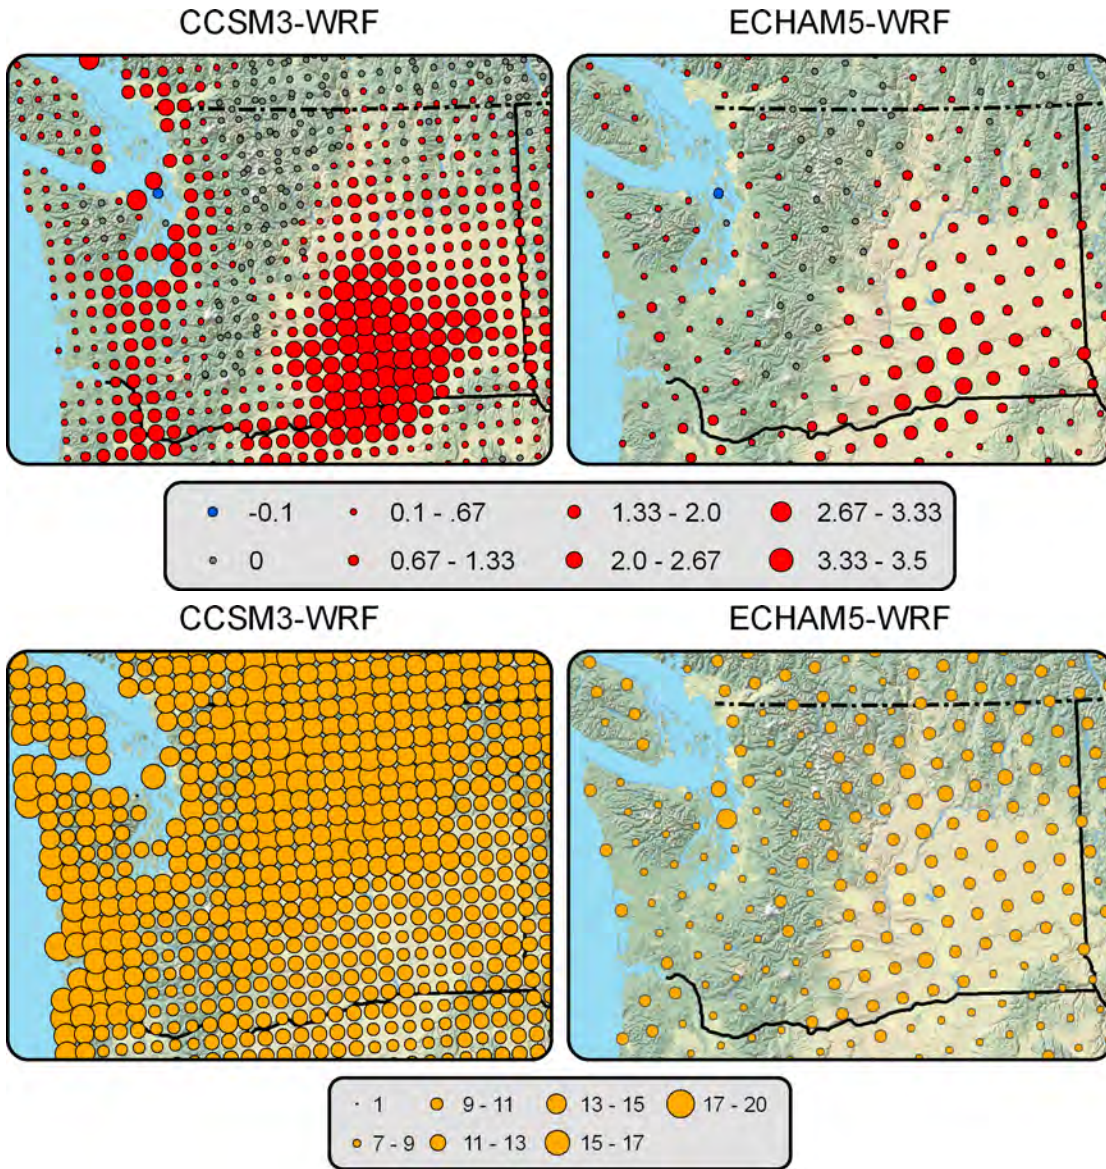 CCSM3-WRF ECHAM5-WRF
-0.1 0.1 - .67 1.33 - 2.0 2.67 - 3.33
0 0.67 - 1.33 2.0 - 2.67 3.33 - 3.5
CCSM3-WRF ECHAM5-WRF
1 9 - 11 13 - 15 17 - 20
7 - 9 11 - 13 15 - 17